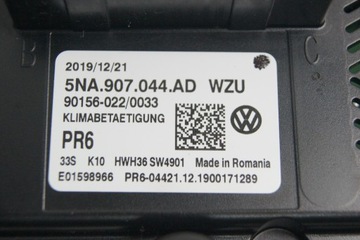 2019/12/21
5NA.907.044.AD WZU
90156-022/0033
KLIMABETAETIGUNG
PR6
33S K10 HWH36 SW4901 Made in Romania
E01598966 PR6-04421.12.1900171289